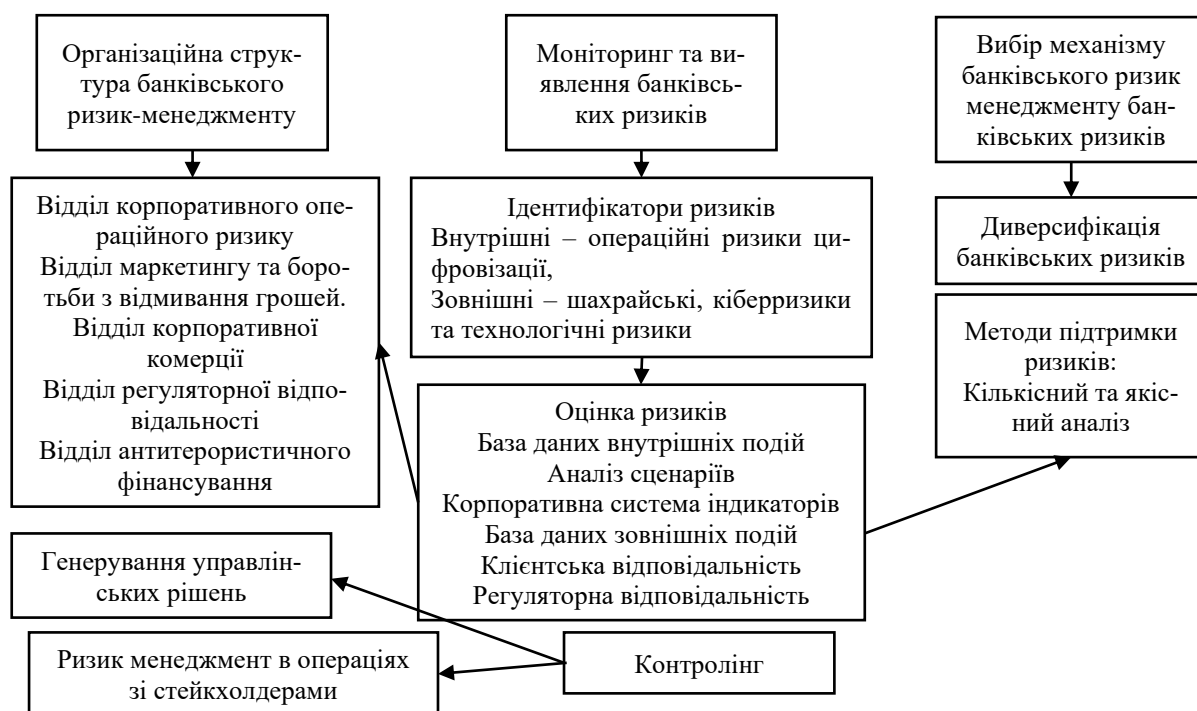 Організаційна струк-
тура банківського
ризик-менеджменту
Моніторинг та ви-
явлення банківсь-
ких ризиків
Вибір механізму
банківського ризик
менеджменту бан-
ківських ризиків
Відділ корпоративного опе-
раційного ризику
Відділ маркетингу та боро-
тьби з відмивання грошей.
Відділ корпоративної
комерції
Відділ регуляторної відпо-
відальності
Відділ антитерористичного
фінансування
Ідентифікатори ризиків
Внутрішні – операційні ризики ци-
фровізації,
Зовнішні – шахрайські, кіберризики
та технологічні ризики
Диверсифікація
банківських ризиків
Методи підтримки
ризиків:
Кількісний та якіс-
ний аналіз
Оцінка ризиків
База даних внутрішніх подій
Аналіз сценаріїв
Корпоративна система індикаторів
База даних зовнішніх подій
Клієнтська відповідальність
Регуляторна відповідальність
Генерування управлін-
ських рішень
Ризик менеджмент в операціях
зі стейкхолдерами
Контролінг